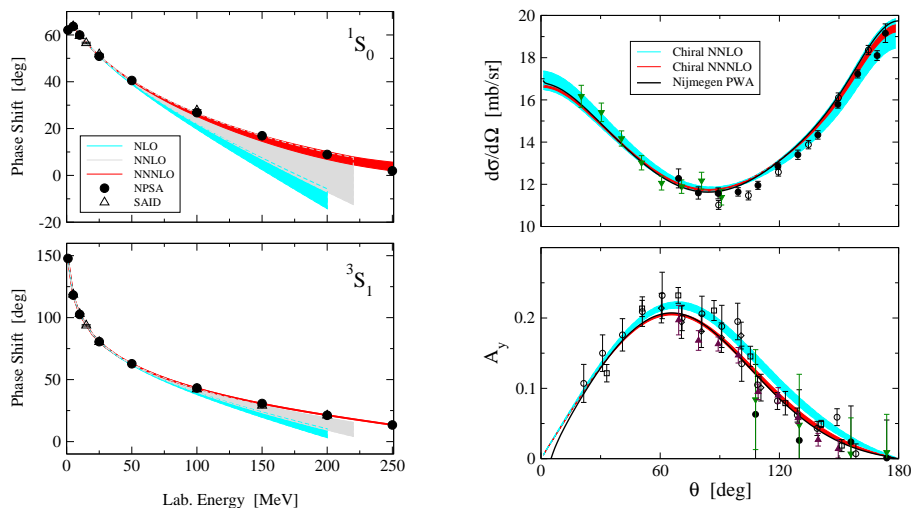 60
40
20
0
-20
Phase Shift [deg]
¹S₀
NLO
NNLO
NNNLO
NPSA
SAID
150
100
50
0
Phase Shift [deg]
³S₁
0 50 100 150 200 250
Lab. Energy [MeV]
20
18
16
14
12
10
dσ/dΩ [mb/sr]
Chiral NNLO
Chiral NNNLO
Nijmegen PWA
0.2
0.1
0
A_y
0 60 120 180
θ [deg]